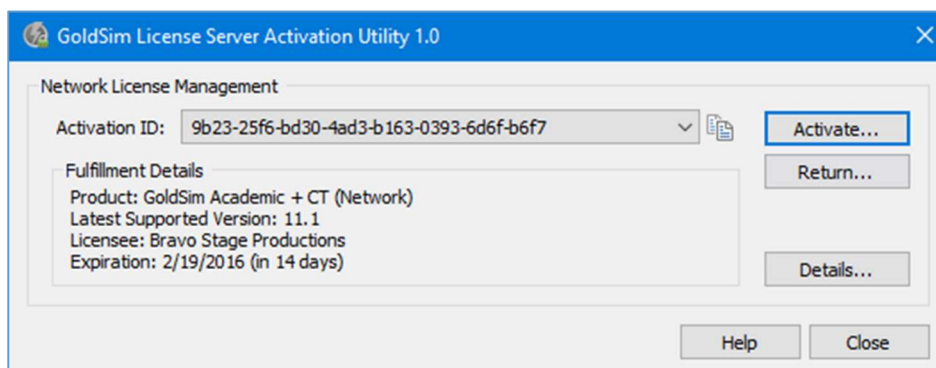 GoldSim License Server Activation Utility 1.0
Network License Management
Activation ID: 9b23-25f6-bd30-4ad3-b163-0393-6d6f-b6f7
Activate...
Return...
Fulfillment Details
Product: GoldSim Academic + CT (Network)
Latest Supported Version: 11.1
Licensee: Bravo Stage Productions
Expiration: 2/19/2016 (in 14 days)
Details...
Help Close